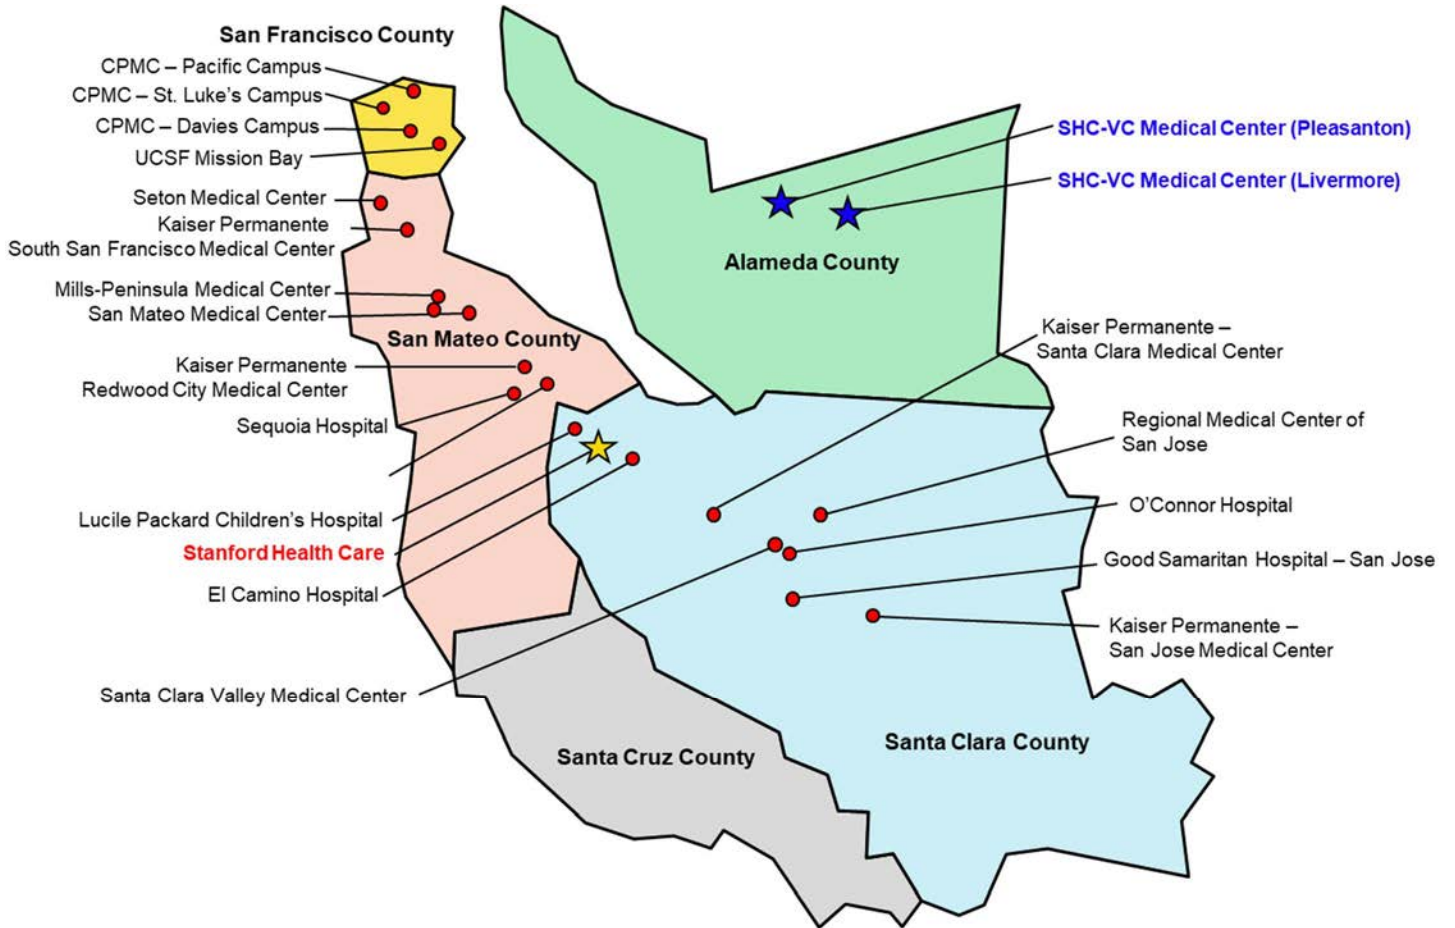 San Francisco County
CPMC – Pacific Campus
CPMC – St. Luke's Campus
CPMC – Davies Campus
UCSF Mission Bay
Seton Medical Center
Kaiser Permanente
South San Francisco Medical Center
Mills-Peninsula Medical Center
San Mateo Medical Center
San Mateo County
Kaiser Permanente
Redwood City Medical Center
Sequoia Hospital
Lucile Packard Children's Hospital
Stanford Health Care
El Camino Hospital
Santa Clara Valley Medical Center
SHC-VC Medical Center (Pleasanton)
SHC-VC Medical Center (Livermore)
Alameda County
Kaiser Permanente –
Santa Clara Medical Center
Regional Medical Center of
San Jose
O'Connor Hospital
Good Samaritan Hospital – San Jose
Kaiser Permanente –
San Jose Medical Center
Santa Cruz County
Santa Clara County